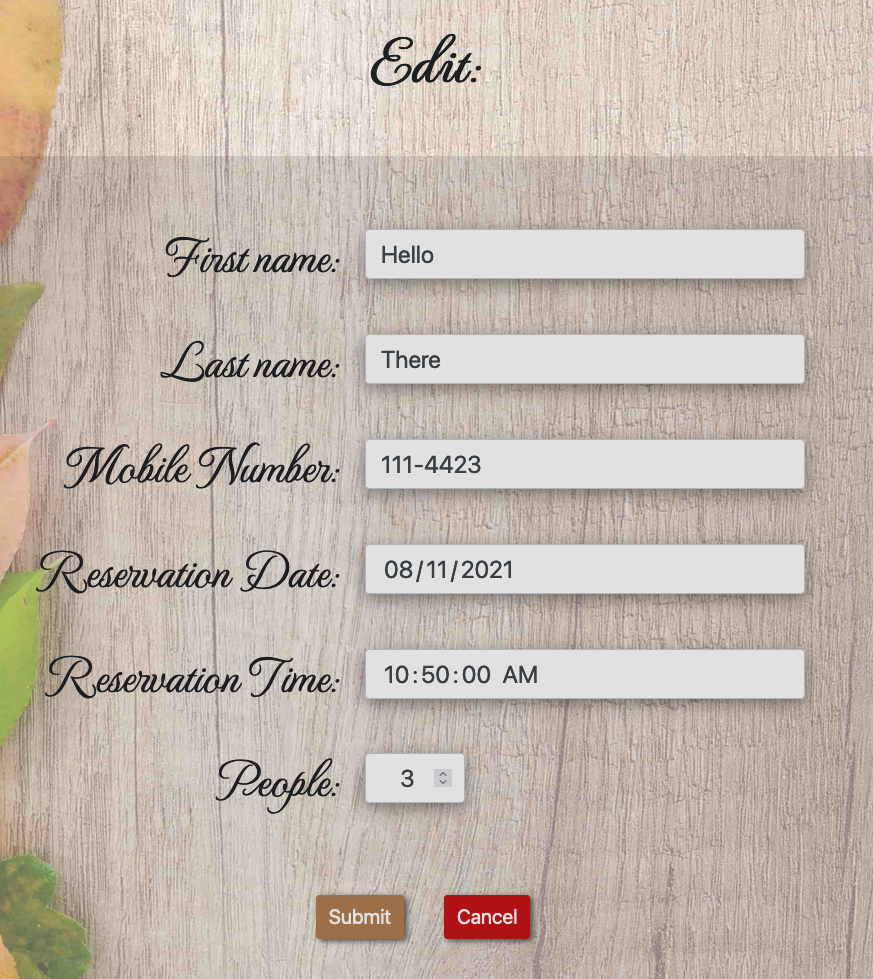 Edit:
First name: Hello
Last name: There
Mobile Number: 111-4423
Reservation Date: 08/11/2021
Reservation Time: 10:50:00 AM
People: 3
Submit Cancel